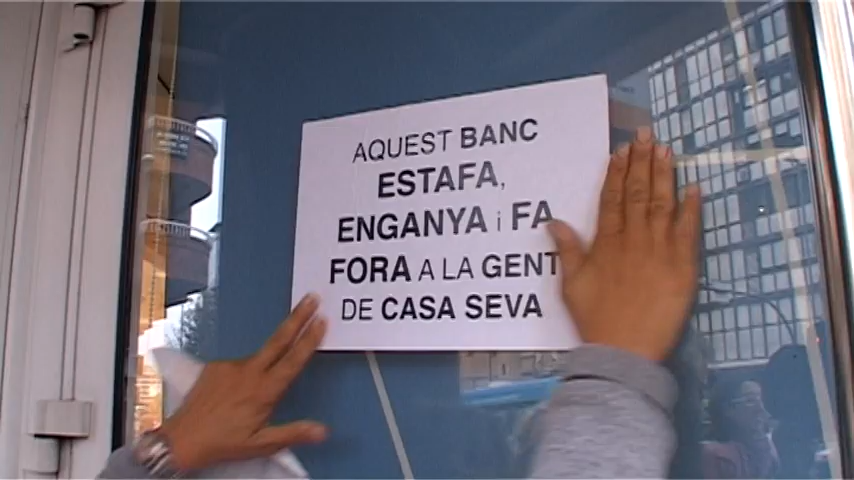 AQUEST BANC
ESTAFA,
ENGANYA i FA
FORA A LA GENT
DE CASA SEVA